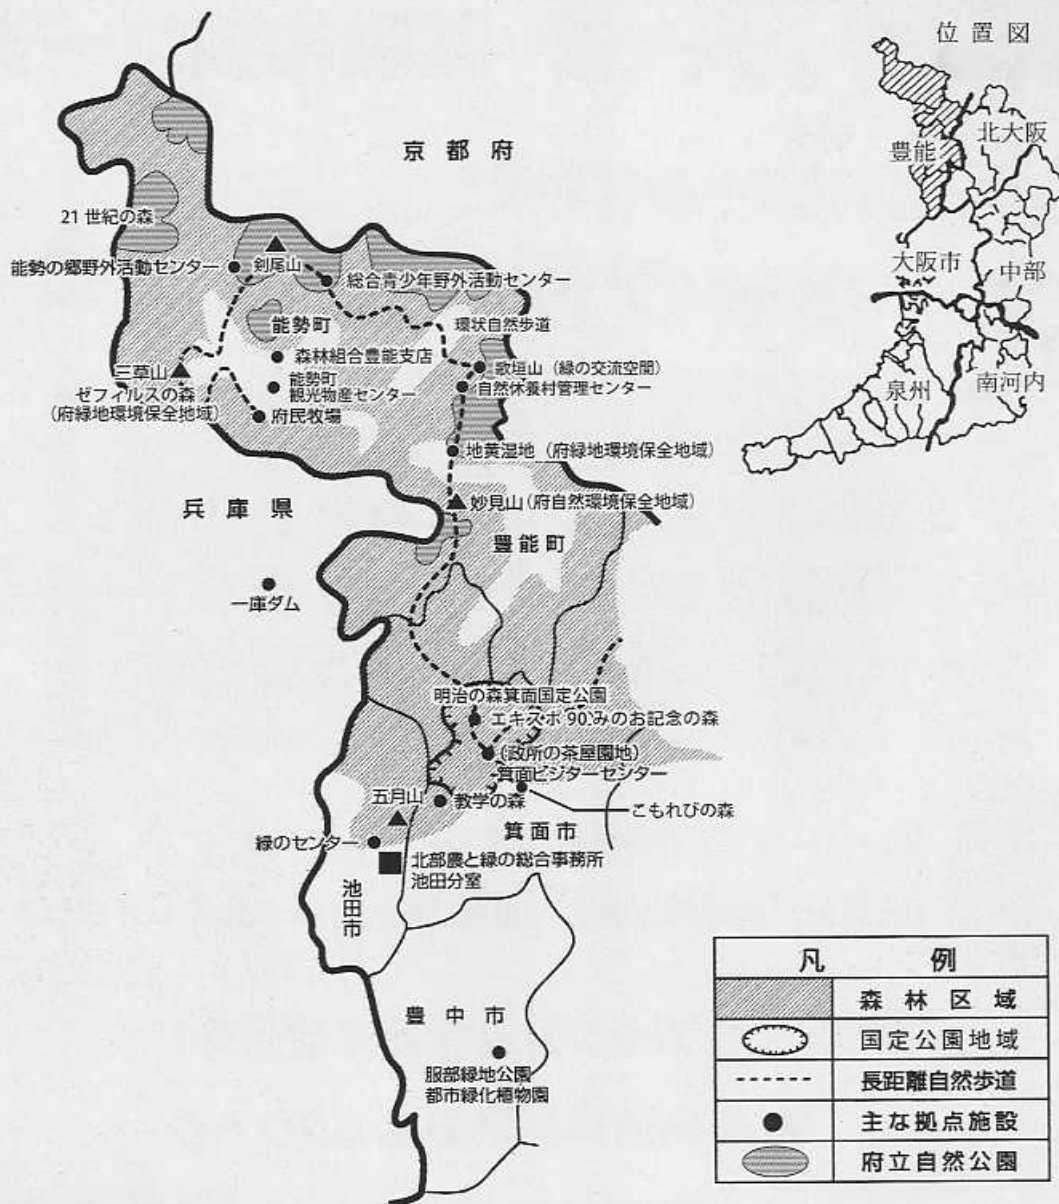 位置図
北大阪
豊能
大阪市
中部
泉州
南河内
京都府
21世紀の森
剣尾山
能勢の郷野外活動センター
総合青少年野外活動センター
能勢町
環状自然歩道
森林組合豊能支店
三草山
歌垣山（緑の交流空間）
能勢町
観光物産センター
自然休養村管理センター
ゼフィルスの森
（府緑地環境保全地域）
府民牧場
地黄湿地（府緑地環境保全地域）
兵庫県
妙見山（府自然環境保全地域）
豊能町
一庫ダム
明治の森箕面国定公園
エキスポ90’みのお記念の森
（政所の茶屋園地）
箕面ビジターセンター
五月山
教学の森
こもれびの森
箕面市
緑のセンター
北部農と緑の総合事務所
池田分室
池田市
豊中市
服部緑地公園
都市緑化植物園
凡例
森林区域
国定公園地域
長距離自然歩道
主な拠点施設
府立自然公園